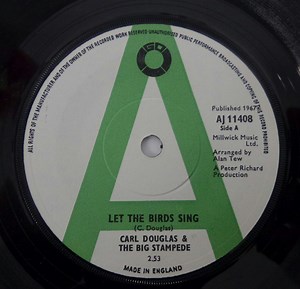 ALL RIGHTS OF THE MANUFACTURER AND OF THE OWNER OF THE RECORDED WORK RESERVED UNAUTHORISED PUBLIC PERFORMANCE BROADCASTING AND COPYING OF THIS RECORD PROHIBITED
GO
A
Published 1967
AJ 11408
Side A
Millwick Music
Ltd.
Arranged by
Alan Tew
A Peter Richard
Production
LET THE BIRDS SING
(C. Douglas)
CARL DOUGLAS &
THE BIG STAMPEDE
2.53
MADE IN ENGLAND